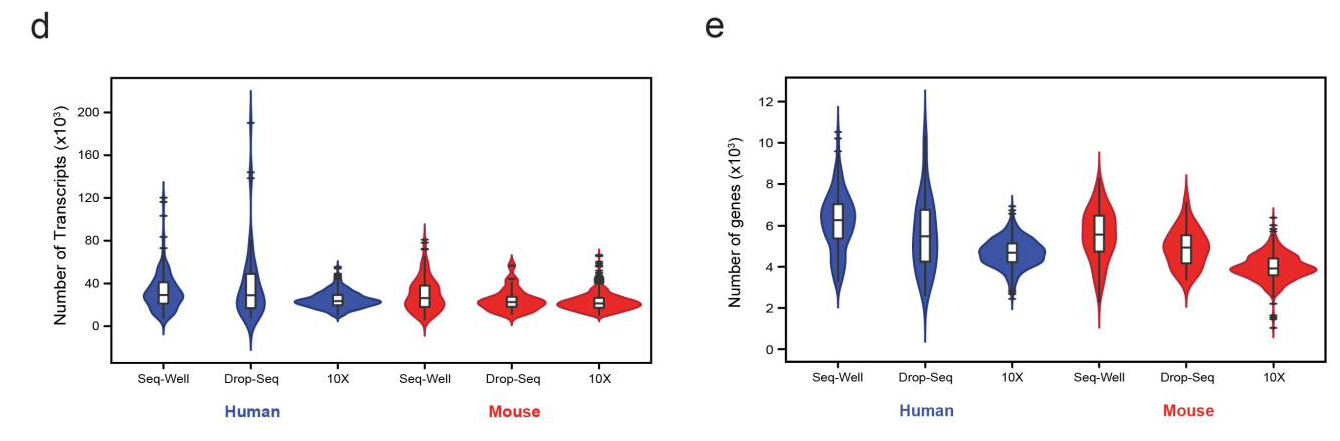 d
Number of Transcripts (x10³)
200
160
120
80
40
0
Seq-Well Drop-Seq 10X Seq-Well Drop-Seq 10X
Human Mouse
e
Number of genes (x10³)
12
10
8
6
4
2
0
Seq-Well Drop-Seq 10X Seq-Well Drop-Seq 10X
Human Mouse